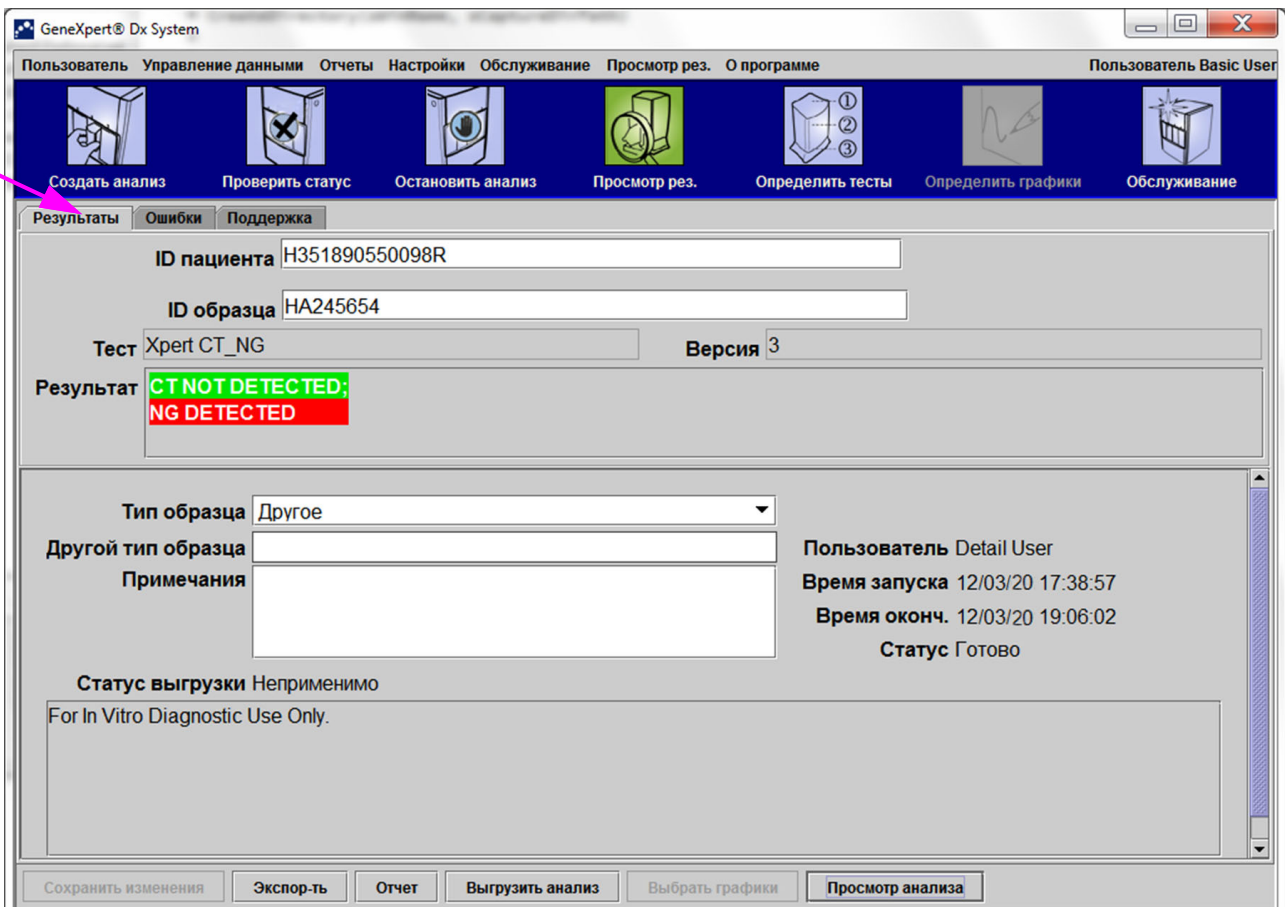 GeneXpert® Dx System
Пользователь Управление данными Отчеты Настройки Обслуживание Просмотр рез. О программе Пользователь Basic User
1
2
3
Создать анализ Проверить статус Остановить анализ Просмотр рез. Определить тесты Определить графики Обслуживание
Результаты Ошибки Поддержка
ID пациента H351890550098R
ID образца HA245654
Тест Xpert CT_NG Версия 3
Результат CT NOT DETECTED;
NG DETECTED
Тип образца Другое
Другой тип образца Пользователь Detail User
Примечания Время запуска 12/03/20 17:38:57
Время оконч. 12/03/20 19:06:02
Статус Готово
Статус выгрузки Неприменимо
For In Vitro Diagnostic Use Only.
Сохранить изменения Экспор-ть Отчет Выгрузить анализ Выбрать графики Просмотр анализа